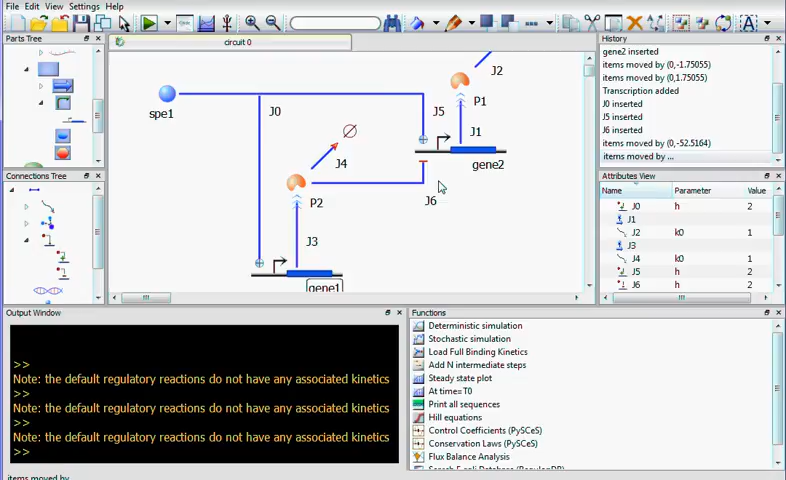 File Edit View Settings Help
Parts Tree
Connections Tree
circuit 0
spe1
J0
J5
J2
P1
J1
gene2
J4
P2
J6
J3
gene1
History
gene2 inserted
items moved by (0,-1.75055)
items moved by (0,1.75055)
Transcription added
J0 inserted
J5 inserted
J6 inserted
items moved by (0,-52.5164)
items moved by ...
Attributes View
Name Parameter Value
J0 h 2
J1
J2 k0 1
J3
J4 k0 1
J5 h 2
J6 h 2
Output Window
>>
Note: the default regulatory reactions do not have any associated kinetics
>>
Note: the default regulatory reactions do not have any associated kinetics
>>
Note: the default regulatory reactions do not have any associated kinetics
>>
Functions
Deterministic simulation
Stochastic simulation
Load Full Binding Kinetics
Add N intermediate steps
Steady state plot
At time=T0
Print all sequences
Hill equations
Control Coefficients (PySCeS)
Conservation Laws (PySCeS)
Flux Balance Analysis
items moved by